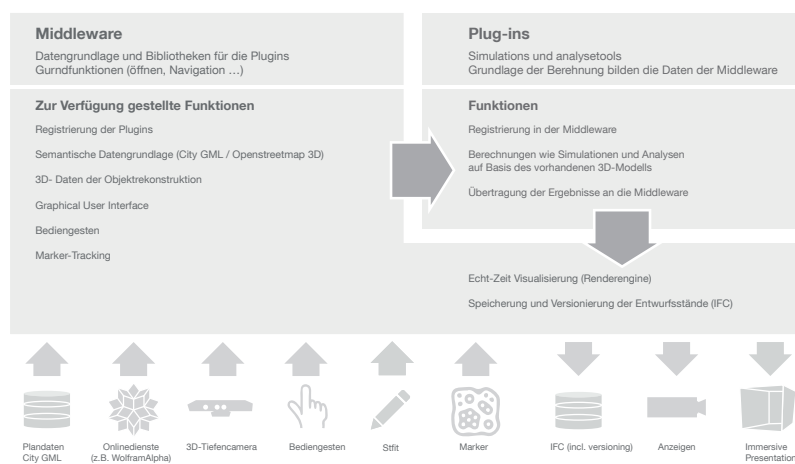 Middleware
Datengrundlage und Bibliotheken für die Plugins
Gurndfunktionen (öffnen, Navigation ...)
Plug-ins
Simulations und analysetools
Grundlage der Berehnung bilden die Daten der Middleware
Zur Verfügung gestellte Funktionen
Registrierung der Plugins
Semantische Datengrundlage (City GML / Openstreetmap 3D)
3D- Daten der Objektrekonstruktion
Graphical User Interface
Bediengesten
Marker-Tracking
Funktionen
Registrierung in der Middleware
Berechnungen wie Simulationen und Analysen
auf Basis des vorhandenen 3D-Modells
Übertragung der Ergebnisse an die Middleware
Echt-Zeit Visualisierung (Renderengine)
Speicherung und Versionierung der Entwurfsstände (IFC)
Plandaten
City GML
Onlinedienste
(z.B. WolframAlpha)
3D-Tiefencamera
Bediengesten
Stfit
Marker
IFC (incl. versioning)
Anzeigen
Immersive
Presentation